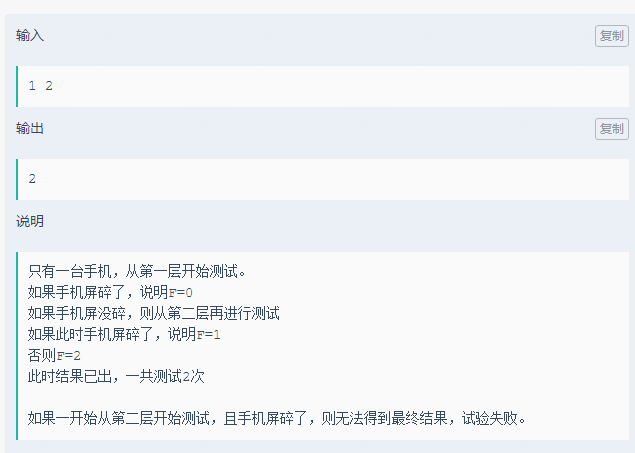 输入
复制
1 2
输出
复制
2
说明
只有一台手机，从第一层开始测试。
如果手机屏碎了，说明F=0
如果手机屏没碎，则从第二层再进行测试
如果此时手机屏碎了，说明F=1
否则F=2
此时结果已出，一共测试2次
如果一开始从第二层开始测试，且手机屏碎了，则无法得到最终结果，试验失败。